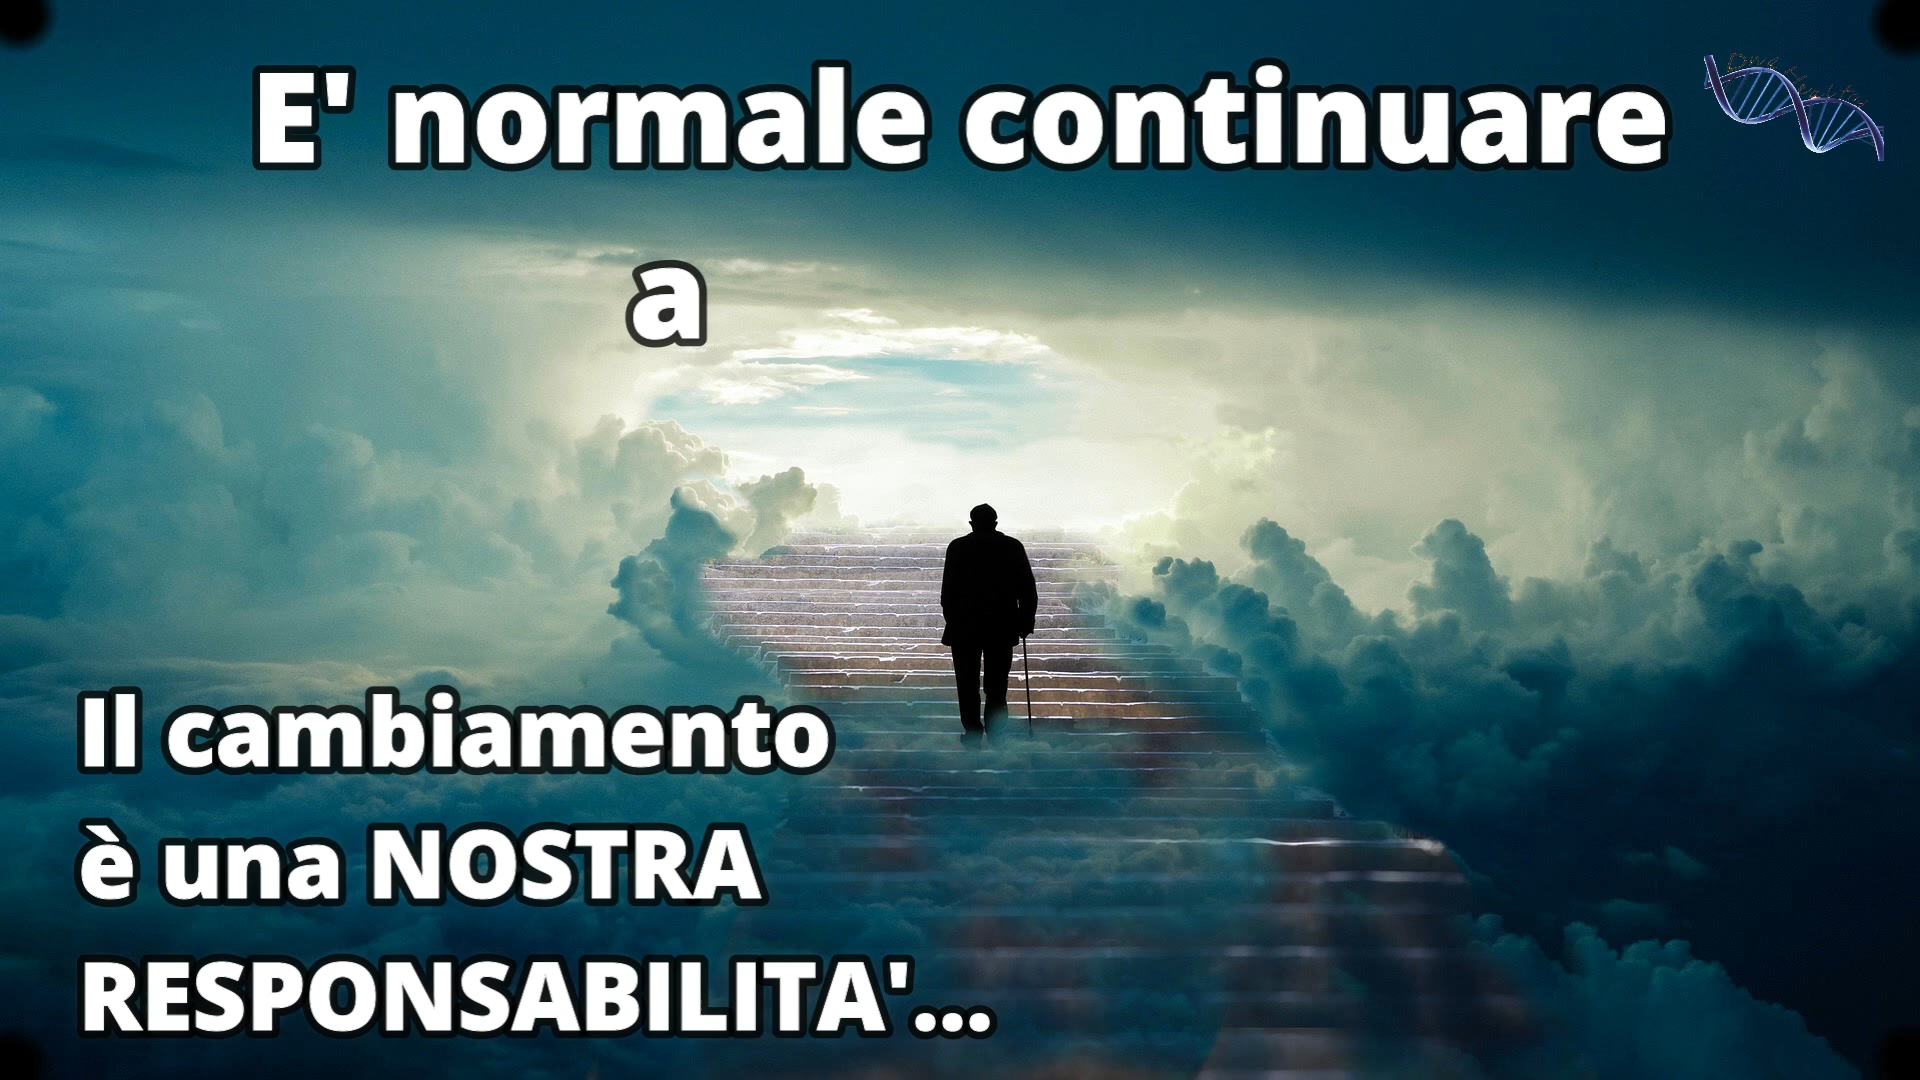 E' normale continuare
a
Il cambiamento
è una NOSTRA
RESPONSABILITA'...